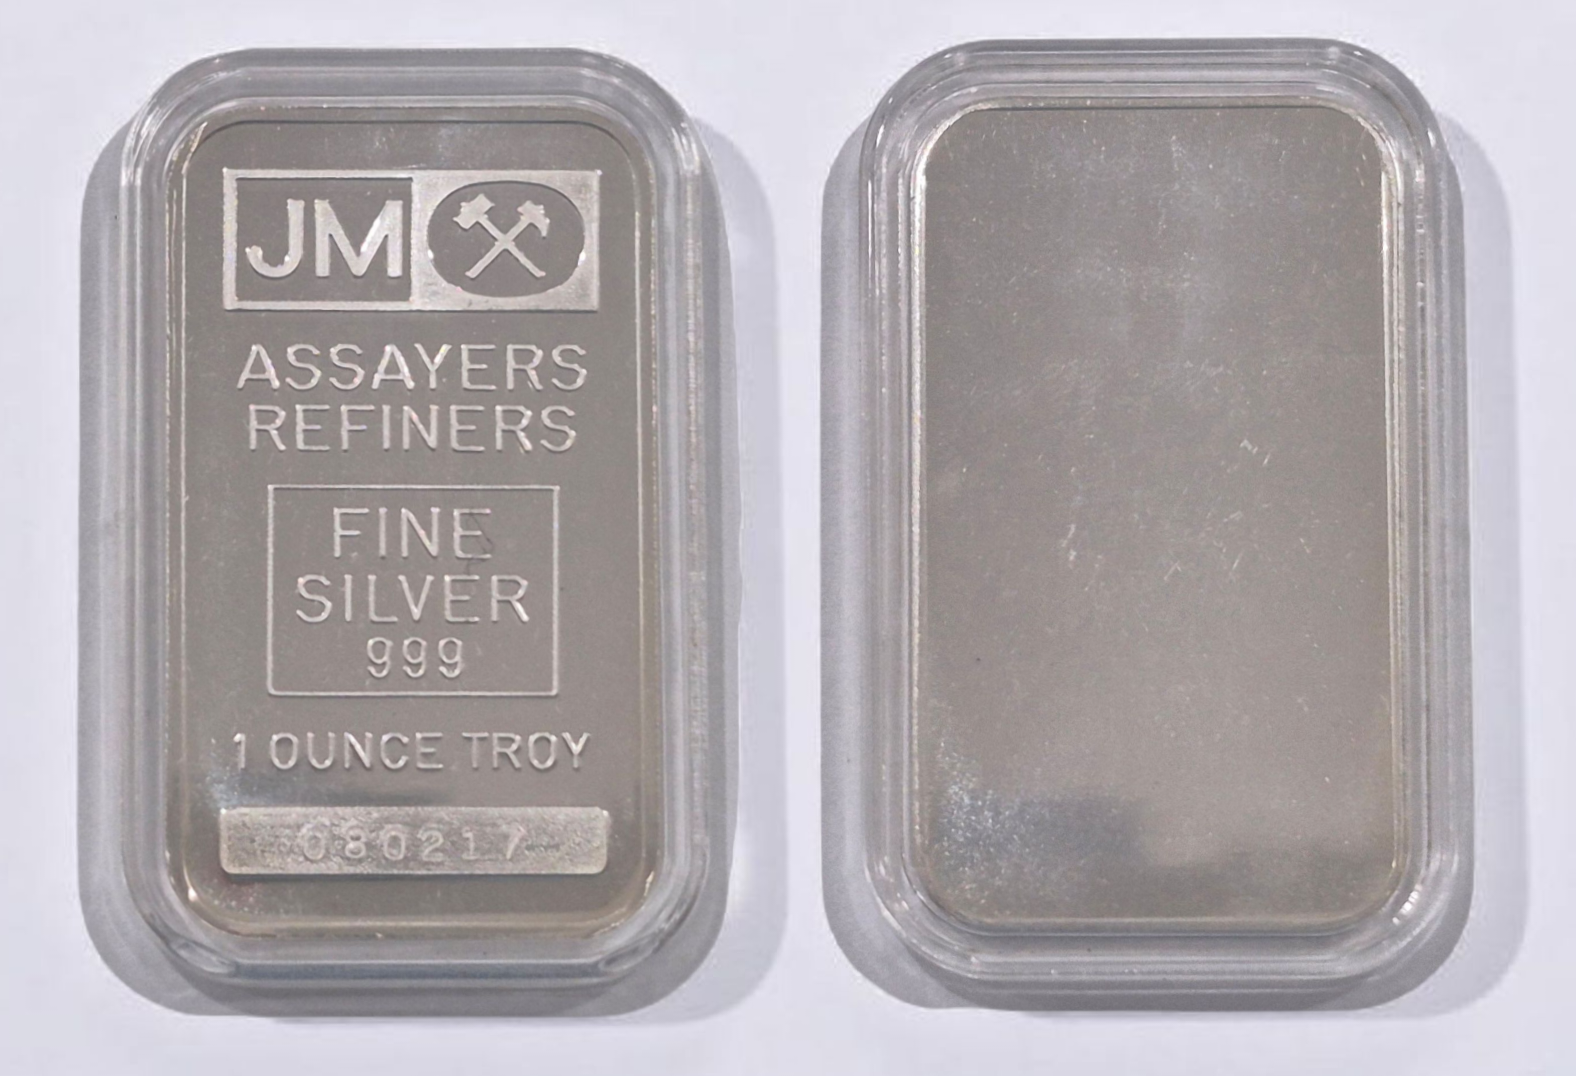 JM
ASSAYERS
REFINERS
FINE
SILVER
999
1 OUNCE TROY
080217